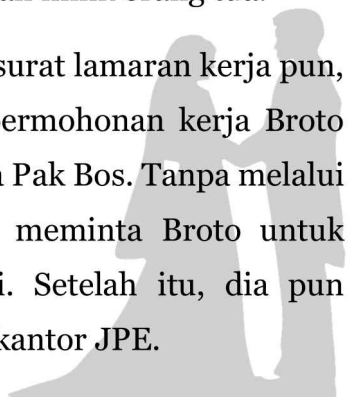 surat lamaran kerja pun,
ermohonan kerja Broto
Pak Bos. Tanpa melalui
meminta Broto untuk
i. Setelah itu, dia pun
kantor JPE.